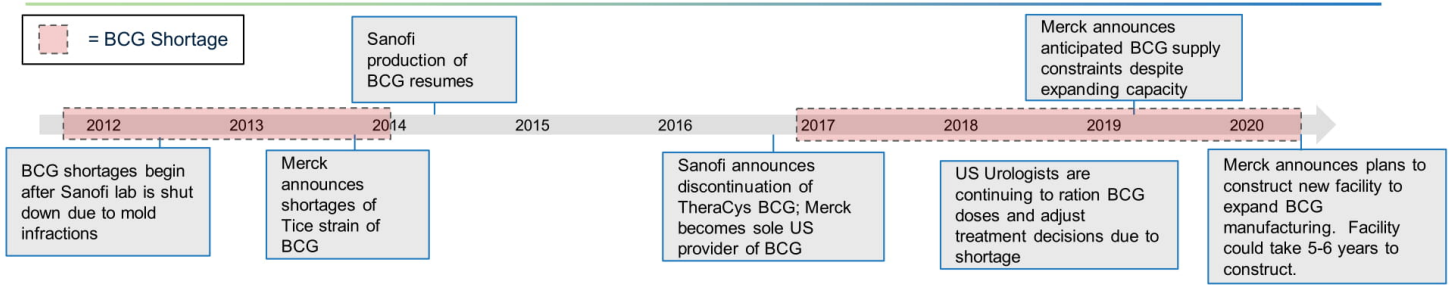 = BCG Shortage
Sanofi
production of
BCG resumes
Merck announces
anticipated BCG supply
constraints despite
expanding capacity
2012 2013 2014 2015 2016 2017 2018 2019 2020
BCG shortages begin
after Sanofi lab is shut
down due to mold
infractions
Merck
announces
shortages of
Tice strain of
BCG
Sanofi announces
discontinuation of
TheraCys BCG; Merck
becomes sole US
provider of BCG
US Urologists are
continuing to ration BCG
doses and adjust
treatment decisions due to
shortage
Merck announces plans to
construct new facility to
expand BCG
manufacturing. Facility
could take 5-6 years to
construct.